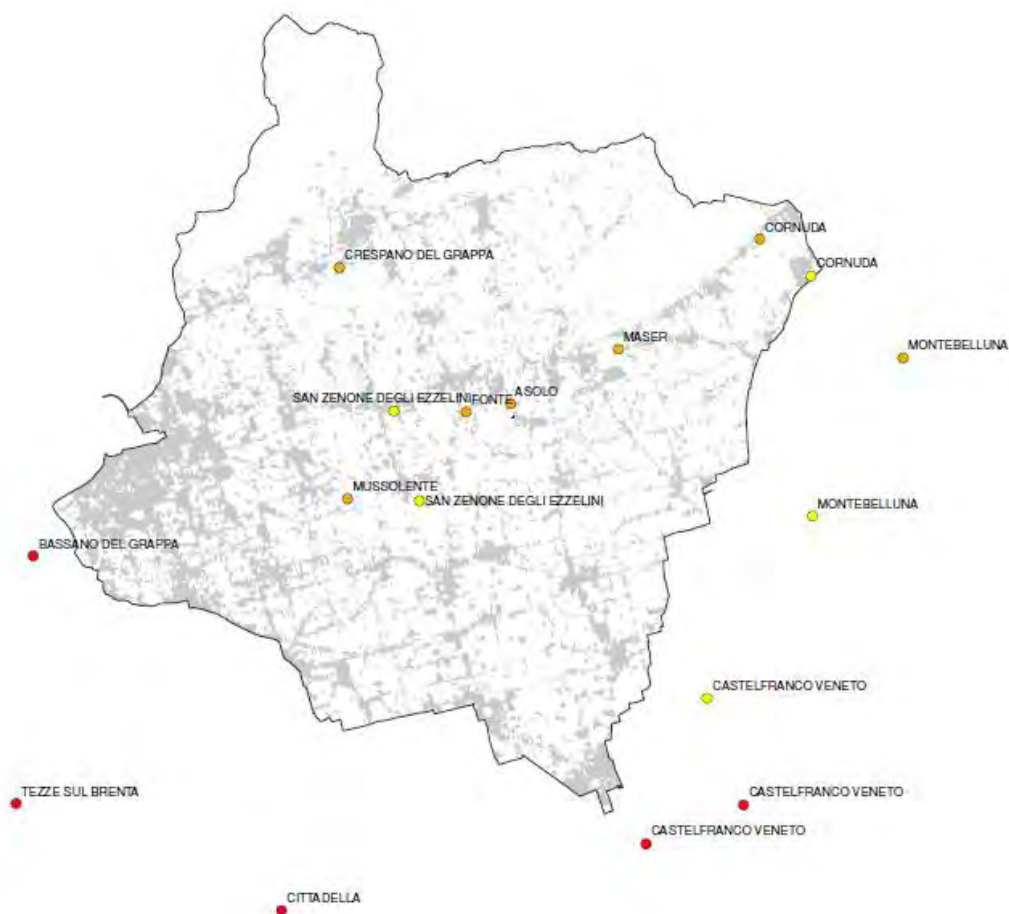 CORNUDA
CRESPANO DEL GRAPPA
CORNUDA
MASER
MONTEBELLUNA
SAN ZENONE DEGLI EZZELINI
FONTE
ASOLO
MUSSOLENTE
SAN ZENONE DEGLI EZZELINI
MONTEBELLUNA
BASSANO DEL GRAPPA
CASTELFRANCO VENETO
TEZZE SUL BRENTA
CASTELFRANCO VENETO
CASTELFRANCO VENETO
CITTADELLA